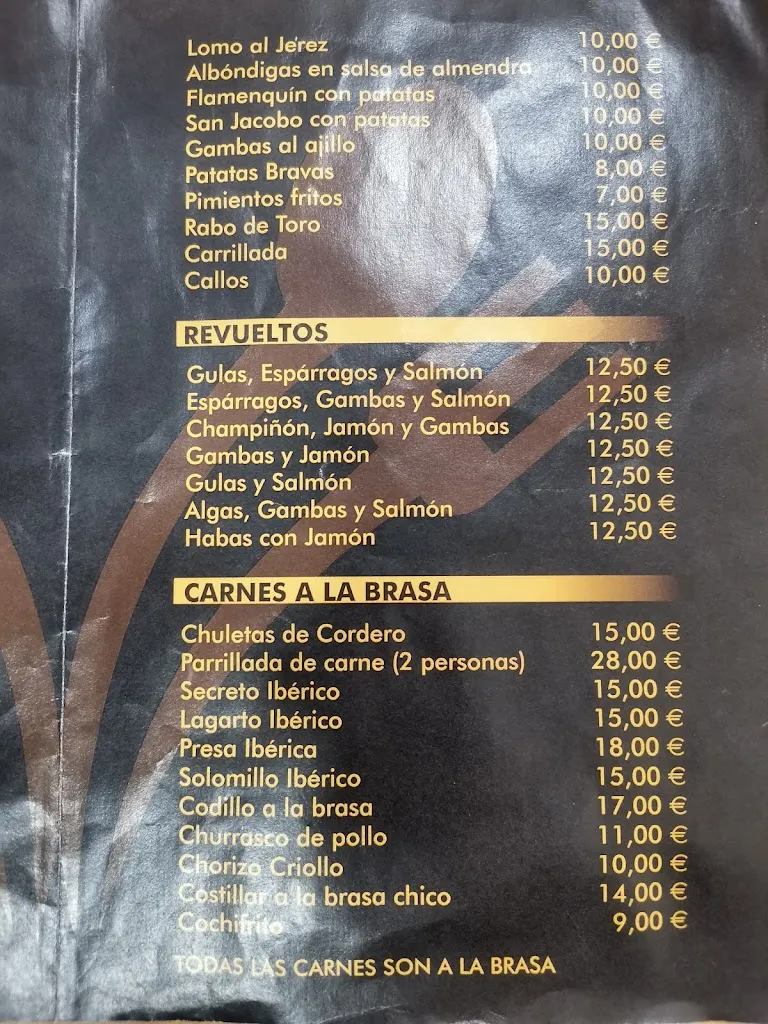 Lomo al Jerez 10,00 €
Albóndigas en salsa de almendra 10,00 €
Flamenquín con patatas 10,00 €
San Jacobo con patatas 10,00 €
Gambas al ajillo 10,00 €
Patatas Bravas 8,00 €
Pimientos fritos 7,00 €
Rabo de Toro 15,00 €
Carrillada 15,00 €
Callos 10,00 €
REVUELTOS
Gulas, Espárragos y Salmón 12,50 €
Espárragos, Gambas y Salmón 12,50 €
Champiñón, Jamón y Gambas 12,50 €
Gambas y Jamón 12,50 €
Gulas y Salmón 12,50 €
Algas, Gambas y Salmón 12,50 €
Habas con Jamón 12,50 €
CARNES A LA BRASA
Chuletas de Cordero 15,00 €
Parrillada de carne (2 personas) 28,00 €
Secreto Ibérico 15,00 €
Lagarto Ibérico 15,00 €
Presa Ibérica 18,00 €
Solomillo Ibérico 15,00 €
Codillo a la brasa 17,00 €
Churrasco de pollo 11,00 €
Chorizo Criollo 10,00 €
Costillar a la brasa chico 14,00 €
Cochifrito 9,00 €
TODAS LAS CARNES SON A LA BRASA